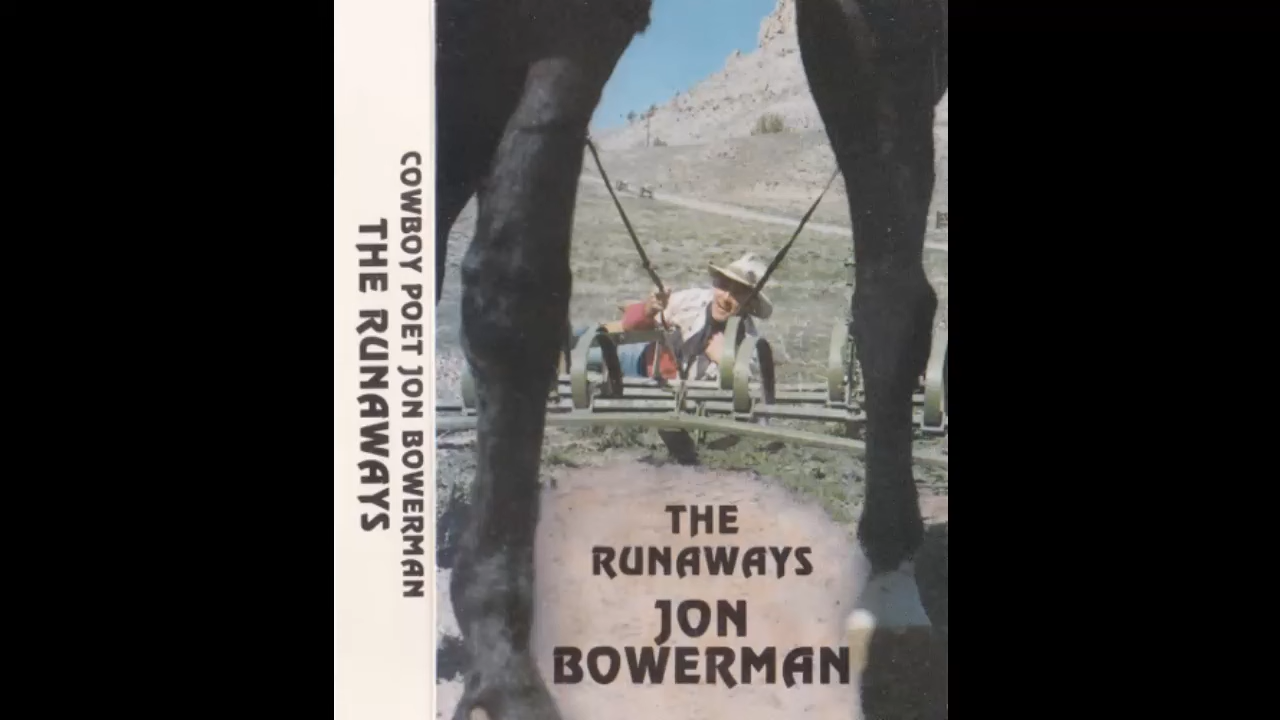 COWBOY POET JON BOWERMAN
THE RUNAWAYS
THE
RUNAWAYS
JON
BOWERMAN